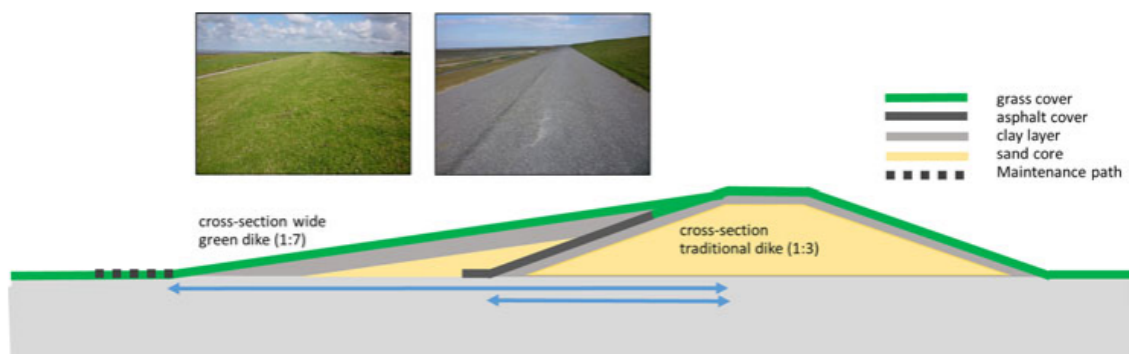 grass cover
asphalt cover
clay layer
sand core
Maintenance path
cross-section wide
green dike (1:7)
cross-section
traditional dike (1:3)